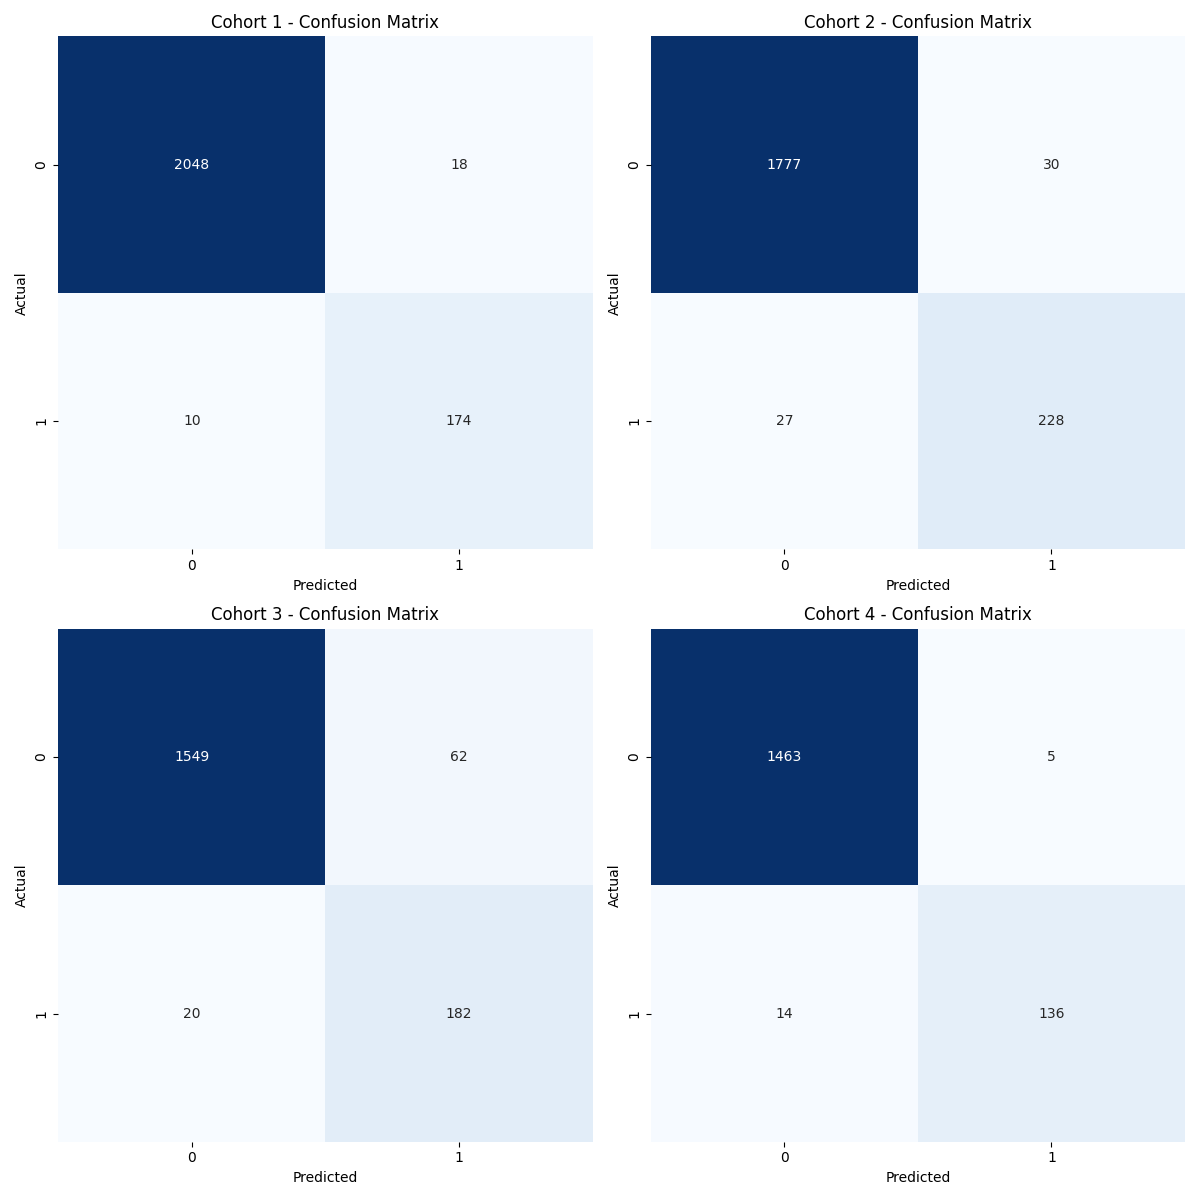 Cohort 1 - Confusion Matrix
0
2048
18
Actual
1
10
174
0
1
Predicted
Cohort 2 - Confusion Matrix
0
1777
30
Actual
1
27
228
0
1
Predicted
Cohort 3 - Confusion Matrix
0
1549
62
Actual
1
20
182
0
1
Predicted
Cohort 4 - Confusion Matrix
0
1463
5
Actual
1
14
136
0
1
Predicted